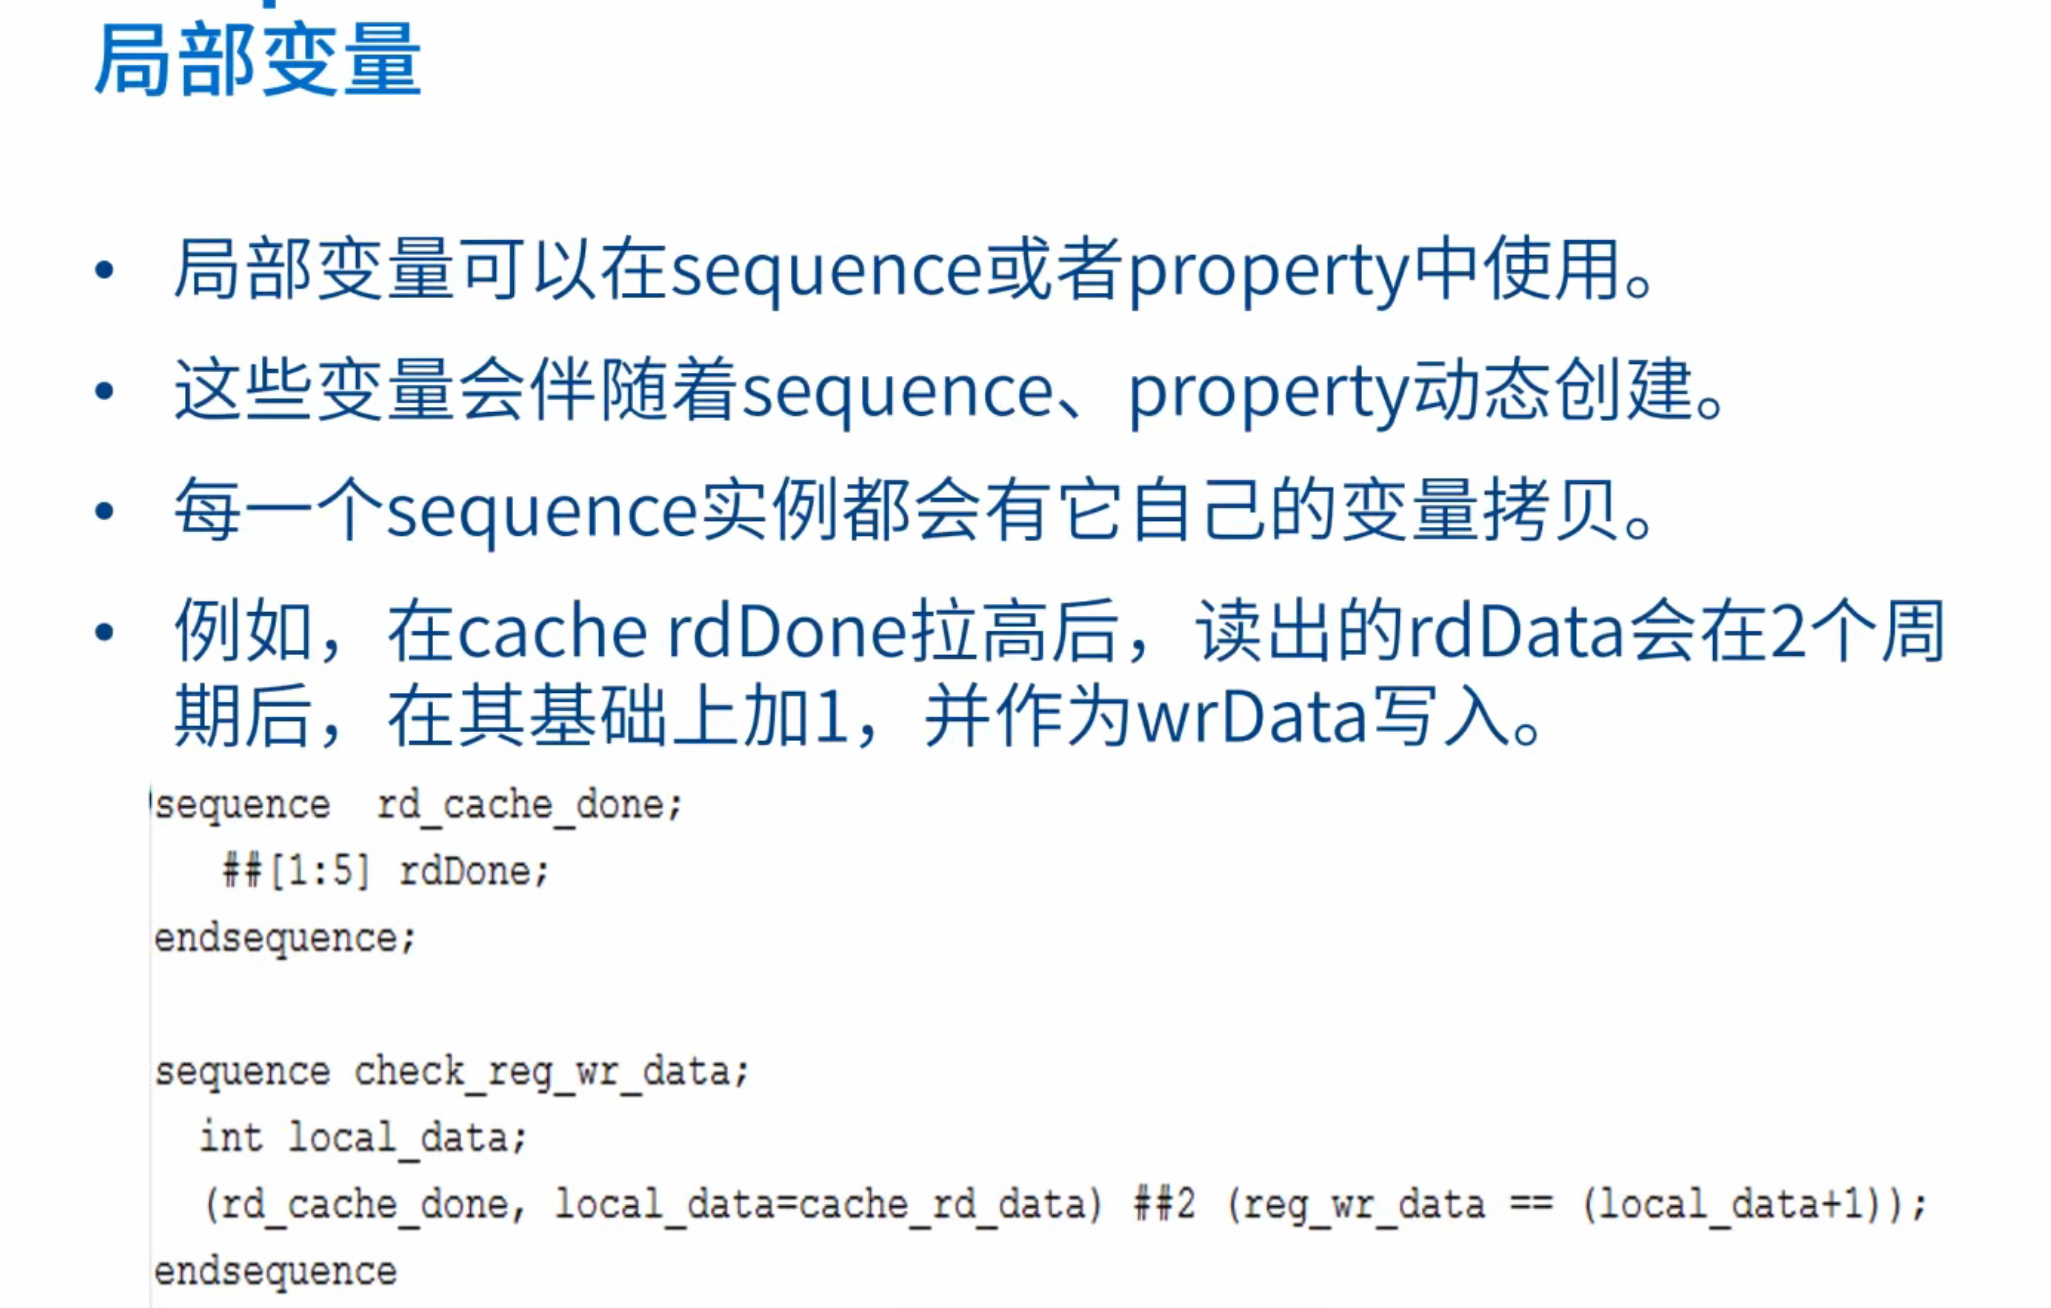 局部变量
• 局部变量可以在sequence或者property中使用。
• 这些变量会伴随着sequence、property动态创建。
• 每一个sequence实例都会有它自己的变量拷贝。
• 例如，在cache rdDone拉高后，读出的rdData会在2个周
期后，在其基础上加1，并作为wrData写入。
sequence rd_cache_done;
##[1:5] rdDone;
endsequence;
sequence check_reg_wr_data;
int local_data;
(rd_cache_done, local_data=cache_rd_data) ##2 (reg_wr_data == (local_data+1));
endsequence